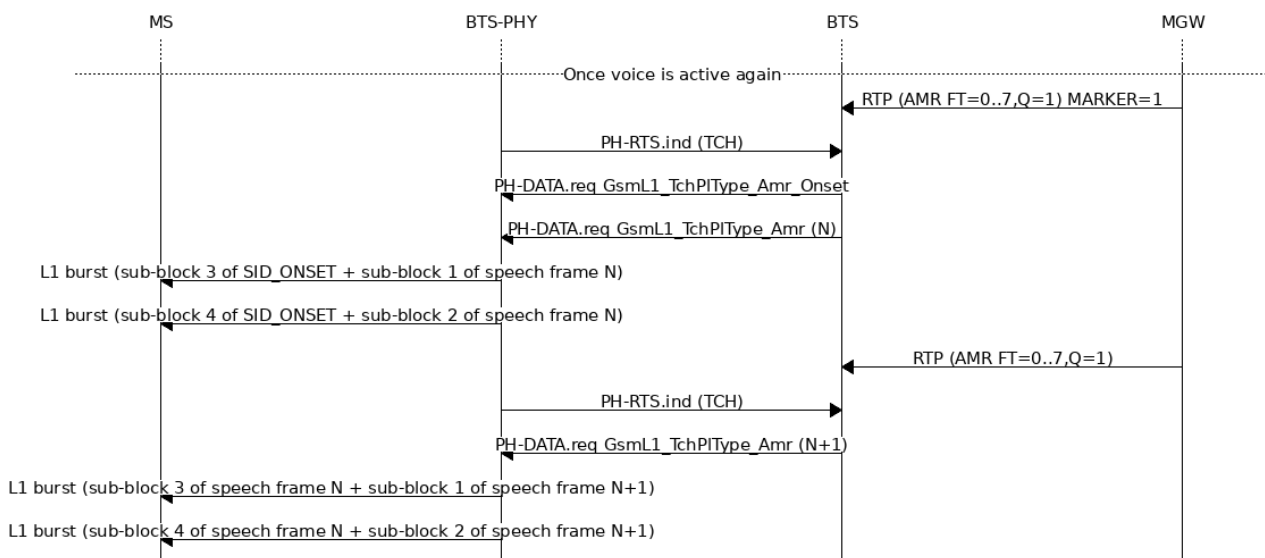 MS BTS-PHY BTS MGW
Once voice is active again
RTP (AMR FT=0..7,Q=1) MARKER=1
PH-RTS.ind (TCH)
PH-DATA.req GsmL1_TchPlType_Amr_Onset
PH-DATA.req GsmL1_TchPlType_Amr (N)
L1 burst (sub-block 3 of SID_ONSET + sub-block 1 of speech frame N)
L1 burst (sub-block 4 of SID_ONSET + sub-block 2 of speech frame N)
RTP (AMR FT=0..7,Q=1)
PH-RTS.ind (TCH)
PH-DATA.req GsmL1_TchPlType_Amr (N+1)
L1 burst (sub-block 3 of speech frame N + sub-block 1 of speech frame N+1)
L1 burst (sub-block 4 of speech frame N + sub-block 2 of speech frame N+1)